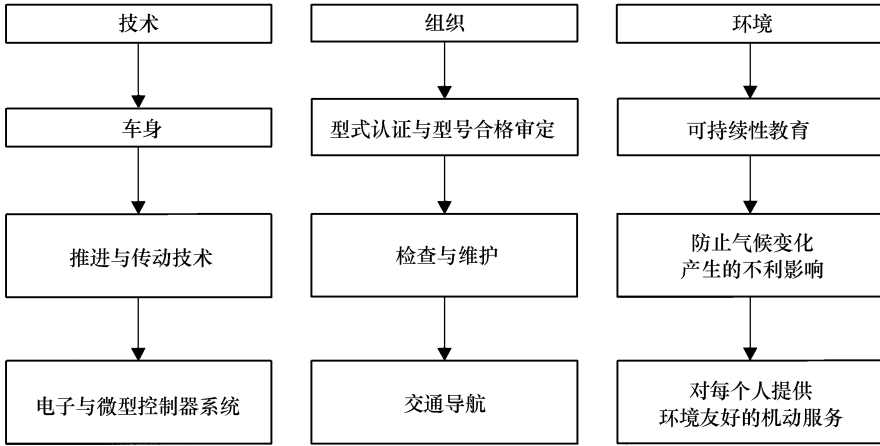 技术
组织
环境
车身
型式认证与型号合格审定
可持续性教育
推进与传动技术
检查与维护
防止气候变化
产生的不利影响
电子与微型控制器系统
交通导航
对每个人提供
环境友好的机动服务